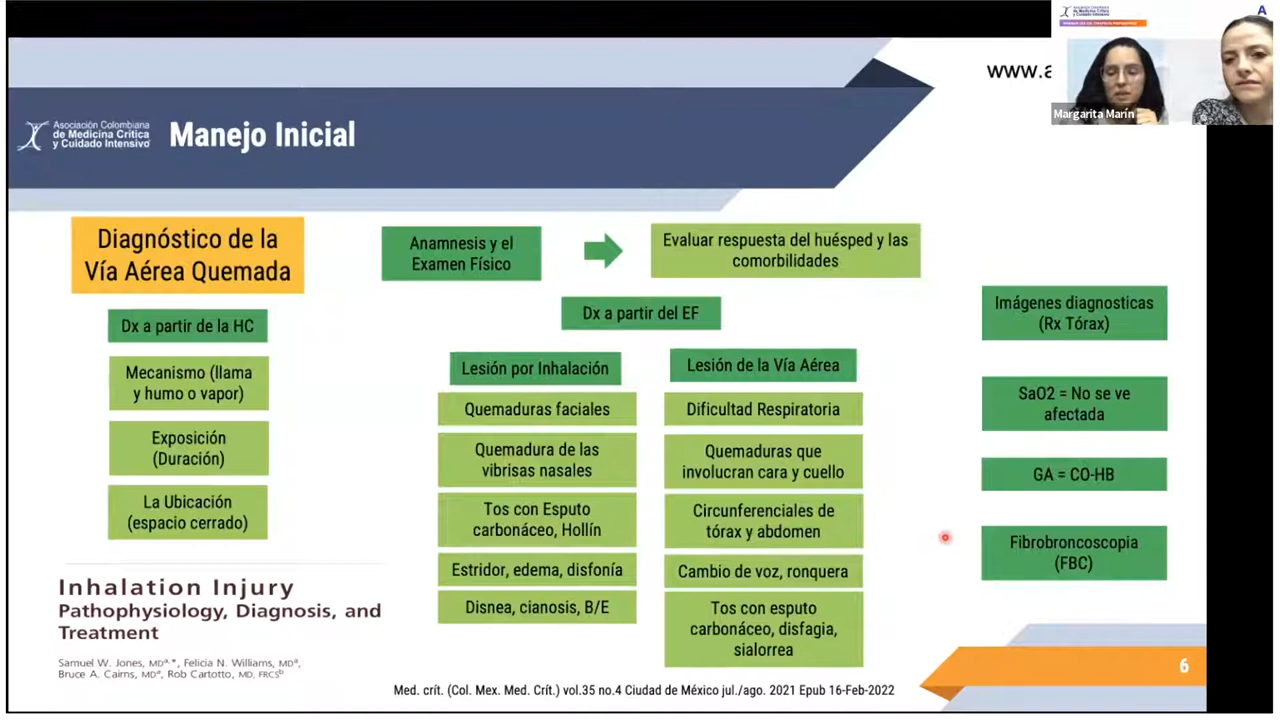 Asociación Colombiana
de Medicina Crítica
y Cuidado Intensivo
A
www.a
Margarita Marín
Asociación Colombiana
de Medicina Crítica
y Cuidado Intensivo
Manejo Inicial
Diagnóstico de la
Vía Aérea Quemada
Anamnesis y el
Examen Físico
Evaluar respuesta del huésped y las
comorbilidades
Dx a partir de la HC
Mecanismo (llama
y humo o vapor)
Exposición
(Duración)
La Ubicación
(espacio cerrado)
Dx a partir del EF
Lesión por Inhalación
Quemaduras faciales
Quemadura de las
vibrisas nasales
Tos con Esputo
carbonáceo, Hollín
Estridor, edema, disfonía
Disnea, cianosis, B/E
Lesión de la Vía Aérea
Dificultad Respiratoria
Quemaduras que
involucran cara y cuello
Circunferenciales de
tórax y abdomen
Cambio de voz, ronquera
Tos con esputo
carbonáceo, disfagia,
sialorrea
Imágenes diagnosticas
(Rx Tórax)
SaO2 = No se ve
afectada
GA = CO-HB
Fibrobroncoscopia
(FBC)
Inhalation Injury
Pathophysiology, Diagnosis, and
Treatment
Samuel W. Jones, MDa,*, Felicia N. Williams, MDa,
Bruce A. Cairns, MDa, Rob Cartotto, MD, FRCSb
Med. crít. (Col. Mex. Med. Crít.) vol.35 no.4 Ciudad de México jul./ago. 2021 Epub 16-Feb-2022
6